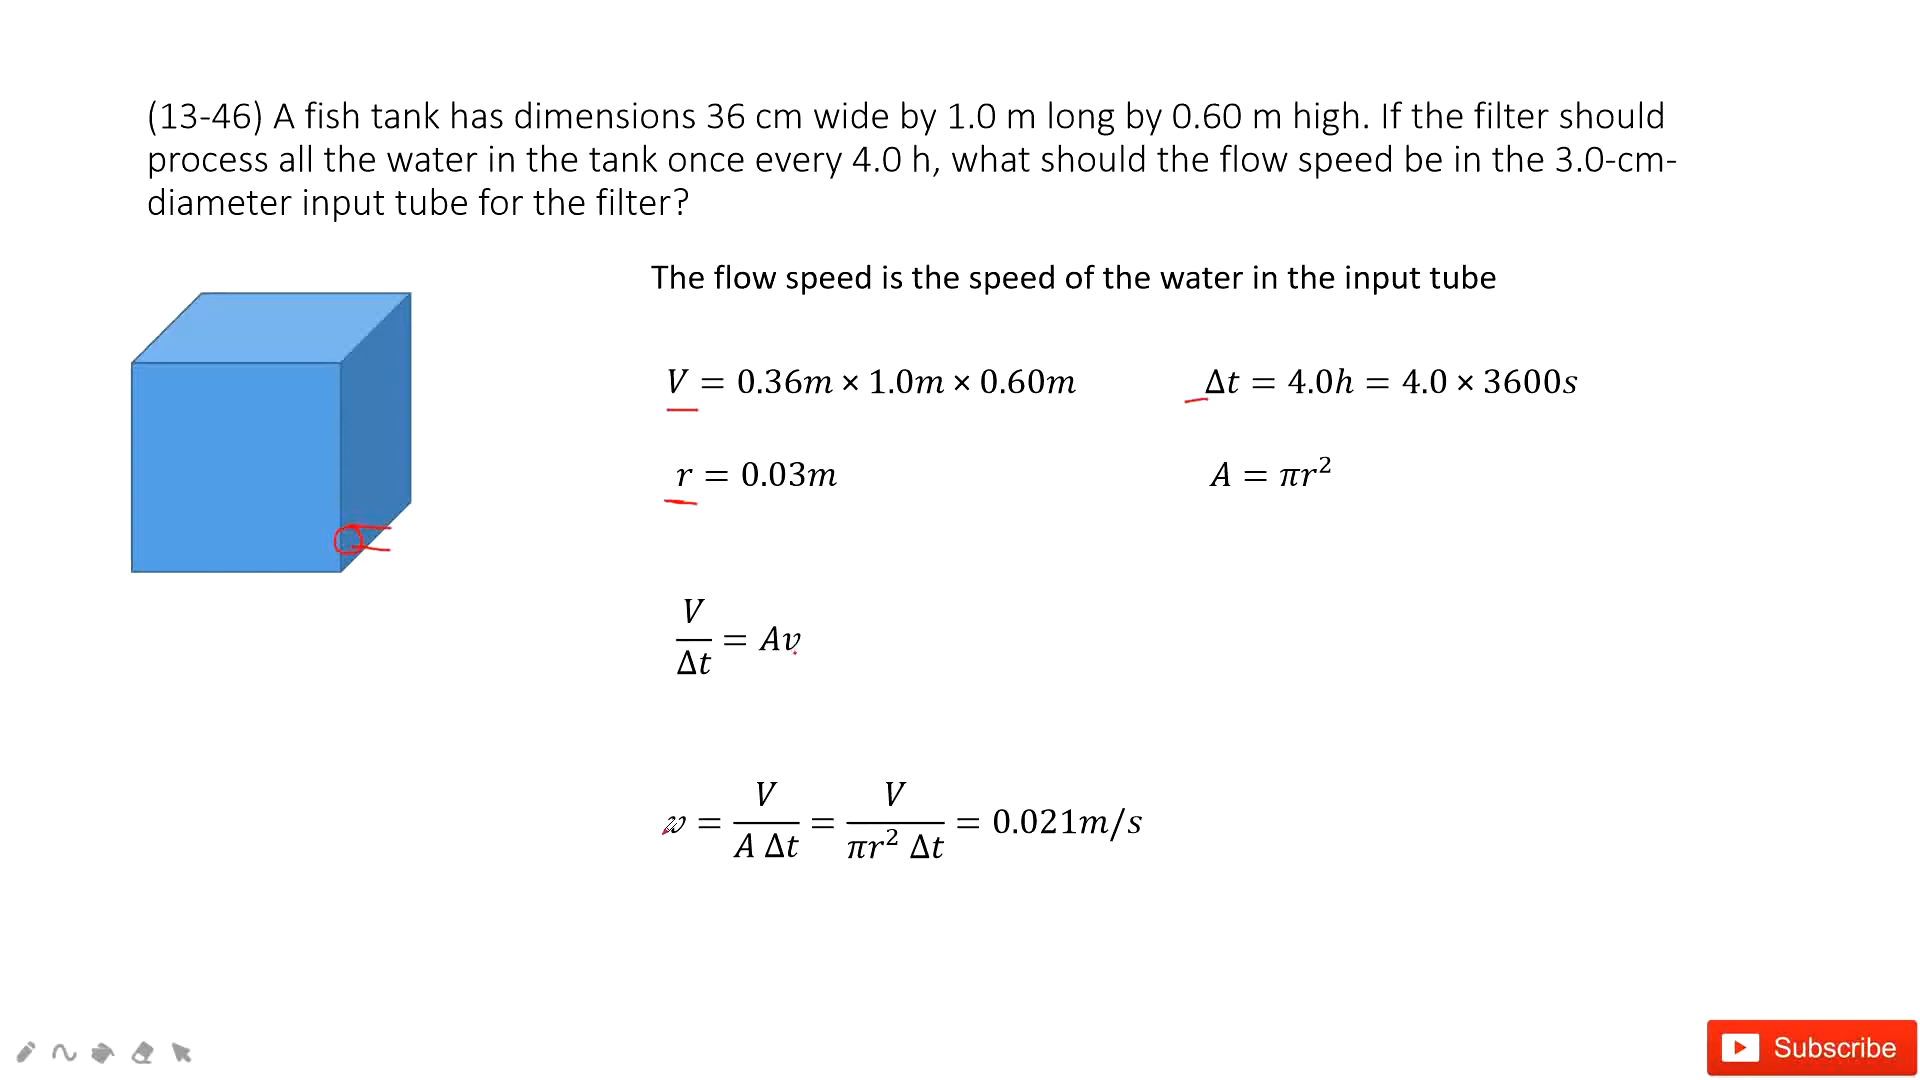 (13-46) A fish tank has dimensions 36 cm wide by 1.0 m long by 0.60 m high. If the filter should
process all the water in the tank once every 4.0 h, what should the flow speed be in the 3.0-cm-
diameter input tube for the filter?
The flow speed is the speed of the water in the input tube
V = 0.36m × 1.0m × 0.60m
Δt = 4.0h = 4.0 × 3600s
r = 0.03m
A = πr²
V/Δt = Av
v = V/(A Δt) = V/(πr² Δt) = 0.021m/s
Subscribe